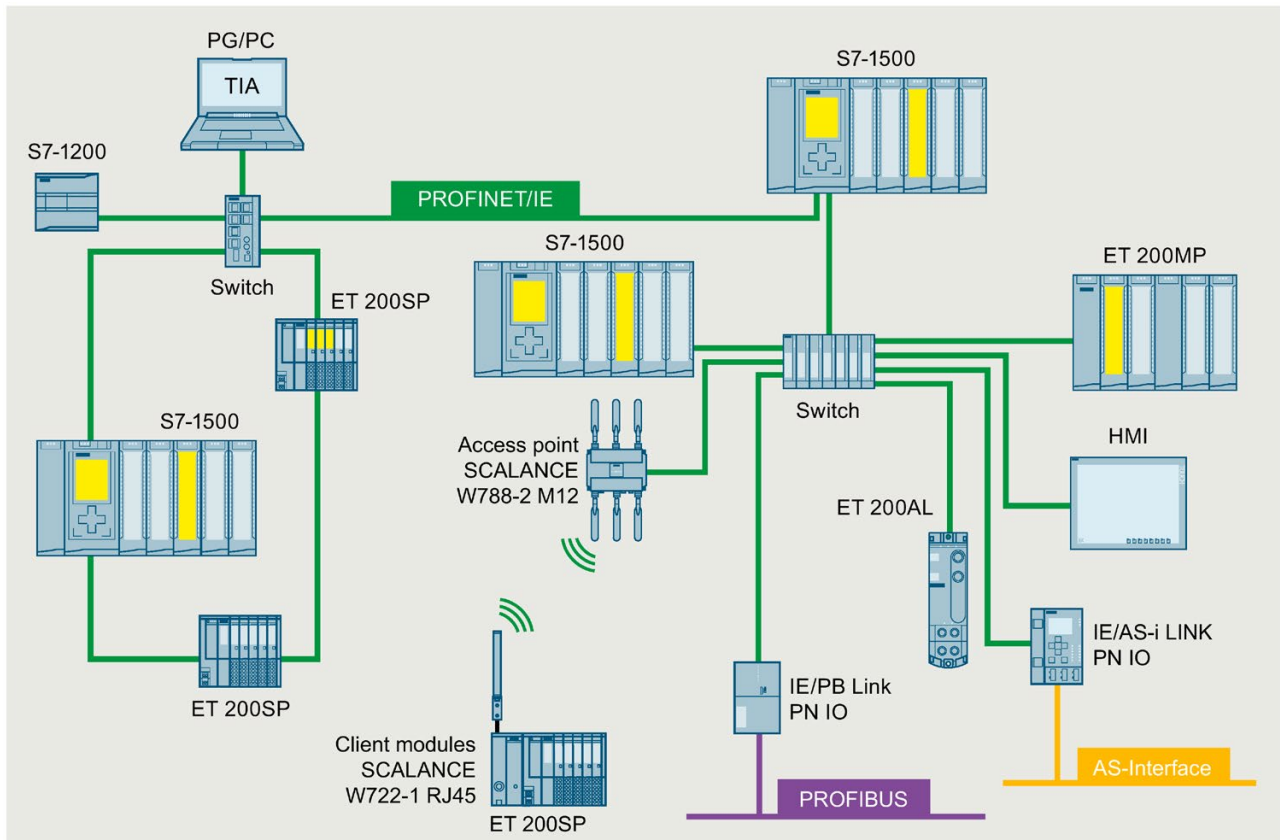 PG/PC
TIA
S7-1200
S7-1500
PROFINET/IE
Switch
S7-1500
ET 200SP
ET 200MP
Switch
S7-1500
HMI
Access point
SCALANCE
W788-2 M12
ET 200AL
IE/AS-i LINK
PN IO
ET 200SP
IE/PB Link
PN IO
Client modules
SCALANCE
W722-1 RJ45
AS-Interface
PROFIBUS
ET 200SP